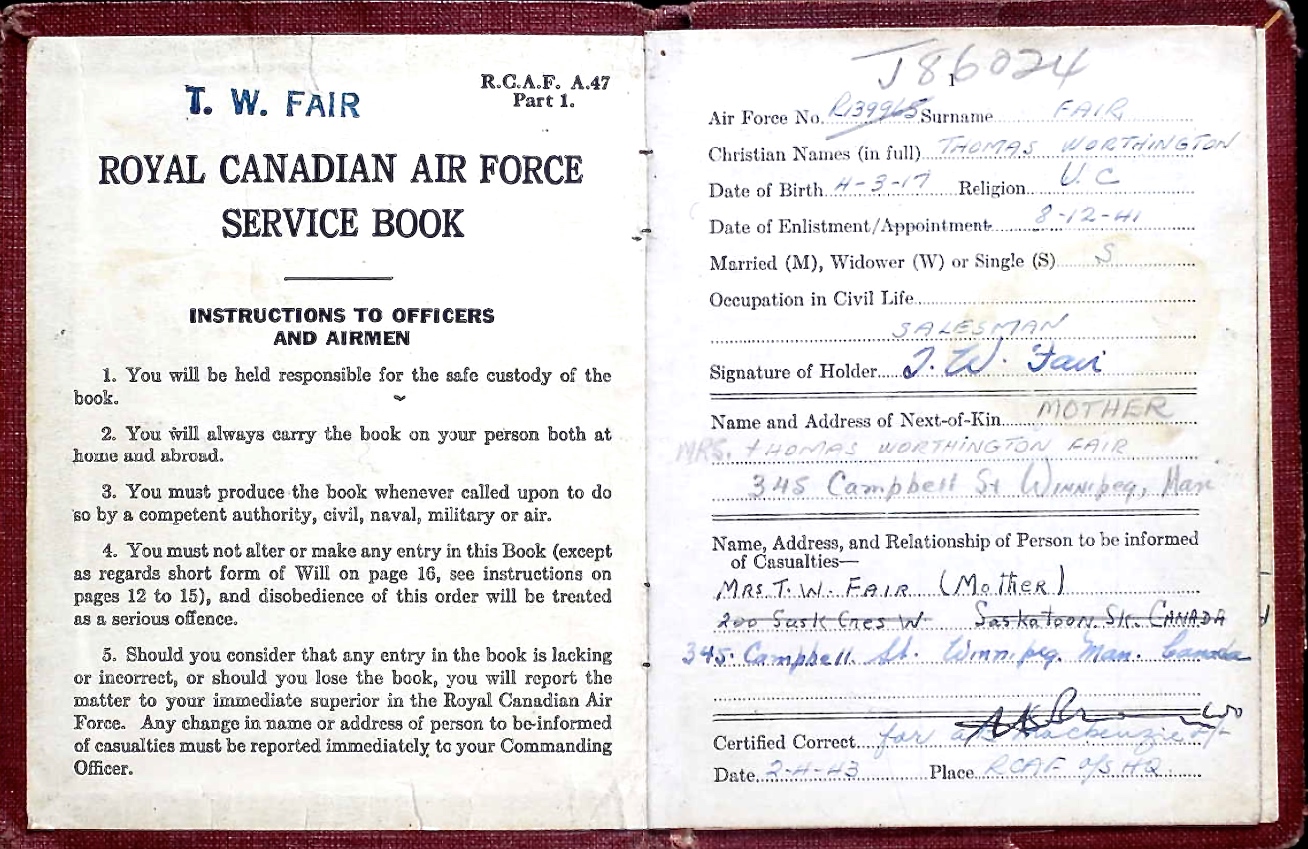 T. W. FAIR
R.C.A.F. A.47
Part 1.
ROYAL CANADIAN AIR FORCE
SERVICE BOOK
INSTRUCTIONS TO OFFICERS
AND AIRMEN
1. You will be held responsible for the safe custody of the
book.
2. You will always carry the book on your person both at
home and abroad.
3. You must produce the book whenever called upon to do
so by a competent authority, civil, naval, military or air.
4. You must not alter or make any entry in this Book (except
as regards short form of Will on page 16, see instructions on
pages 12 to 15), and disobedience of this order will be treated
as a serious offence.
5. Should you consider that any entry in the book is lacking
or incorrect, or should you lose the book, you will report the
matter to your immediate superior in the Royal Canadian Air
Force. Any change in name or address of person to be informed
of casualties must be reported immediately to your Commanding
Officer.
J86024
1
Air Force No. R139965 Surname FAIR
Christian Names (in full) THOMAS WORTHINGTON
Date of Birth 4-3-17 Religion U.C
Date of Enlistment/Appointment 8-12-41
Married (M), Widower (W) or Single (S) S
Occupation in Civil Life
SALESMAN
Signature of Holder T. W. Fair
Name and Address of Next-of-Kin MOTHER
MRS. THOMAS WORTHINGTON FAIR
345 Campbell St Winnipeg, Man
Name, Address, and Relationship of Person to be informed
of Casualties—
MRS T. W. FAIR (MOTHER)
200 Sask Cres W. Saskatoon. Sk. CANADA
345 Campbell St. Winnipeg Man. Canada
Certified Correct for Mackenzie
Date 2-4-43 Place RCAF O/S HQ